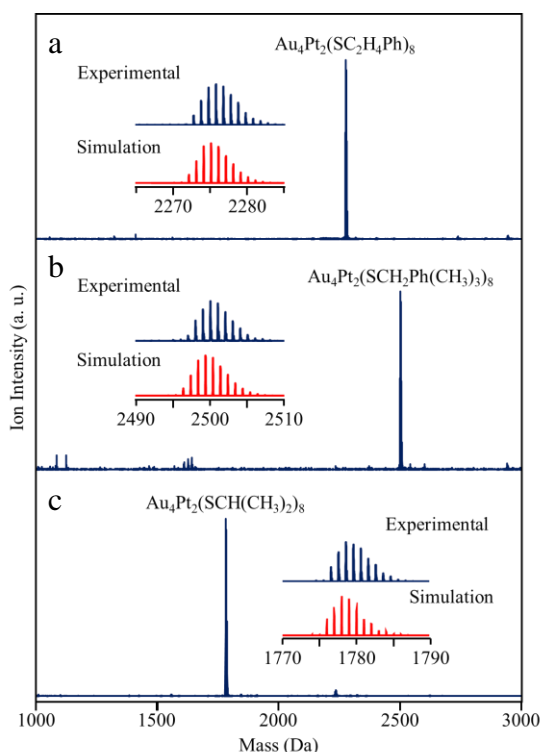 a
Au₄Pt₂(SC₂H₄Ph)₈
Experimental
Simulation
2270 2280
b
Au₄Pt₂(SCH₂Ph(CH₃)₃)₈
Experimental
Simulation
2490 2500 2510
c
Au₄Pt₂(SCH(CH₃)₂)₈
Experimental
Simulation
1770 1780 1790
Ion Intensity (a. u.)
1000 1500 2000 2500 3000
Mass (Da)